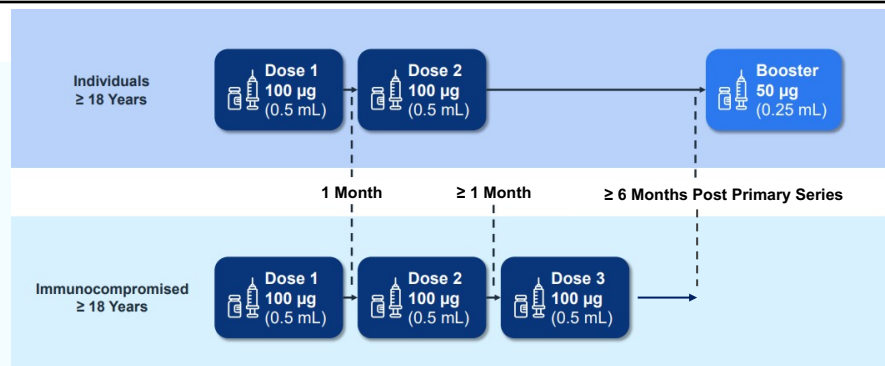 Individuals
≥ 18 Years
Dose 1
100 µg
(0.5 mL)
Dose 2
100 µg
(0.5 mL)
Booster
50 µg
(0.25 mL)
1 Month
≥ 1 Month
≥ 6 Months Post Primary Series
Immunocompromised
≥ 18 Years
Dose 1
100 µg
(0.5 mL)
Dose 2
100 µg
(0.5 mL)
Dose 3
100 µg
(0.5 mL)